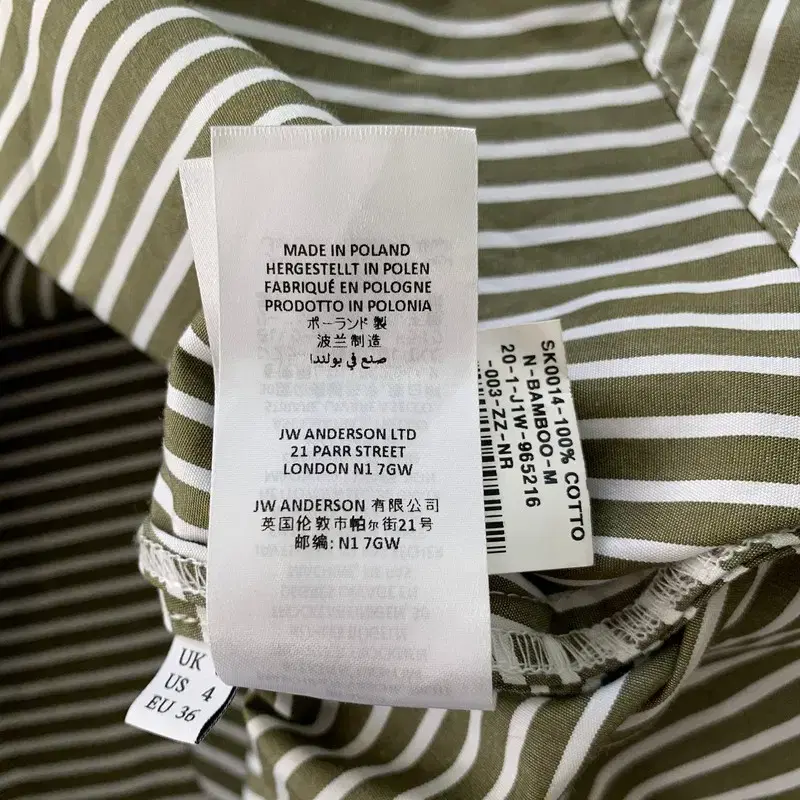 MADE IN POLAND
HERGESTELLT IN POLEN
FABRIQUÉ EN POLOGNE
PRODOTTO IN POLONIA
ポーランド製
波兰制造
صنع في بولندا
JW ANDERSON LTD
21 PARR STREET
LONDON N1 7GW
JW ANDERSON 有限公司
英国伦敦市帕尔街21号
邮编: N1 7GW
SK0014-100% COTTO
N-BAMBOO-M
20-1-J1W-965216
-003-ZZ-NR
UK
US 4
EU 36